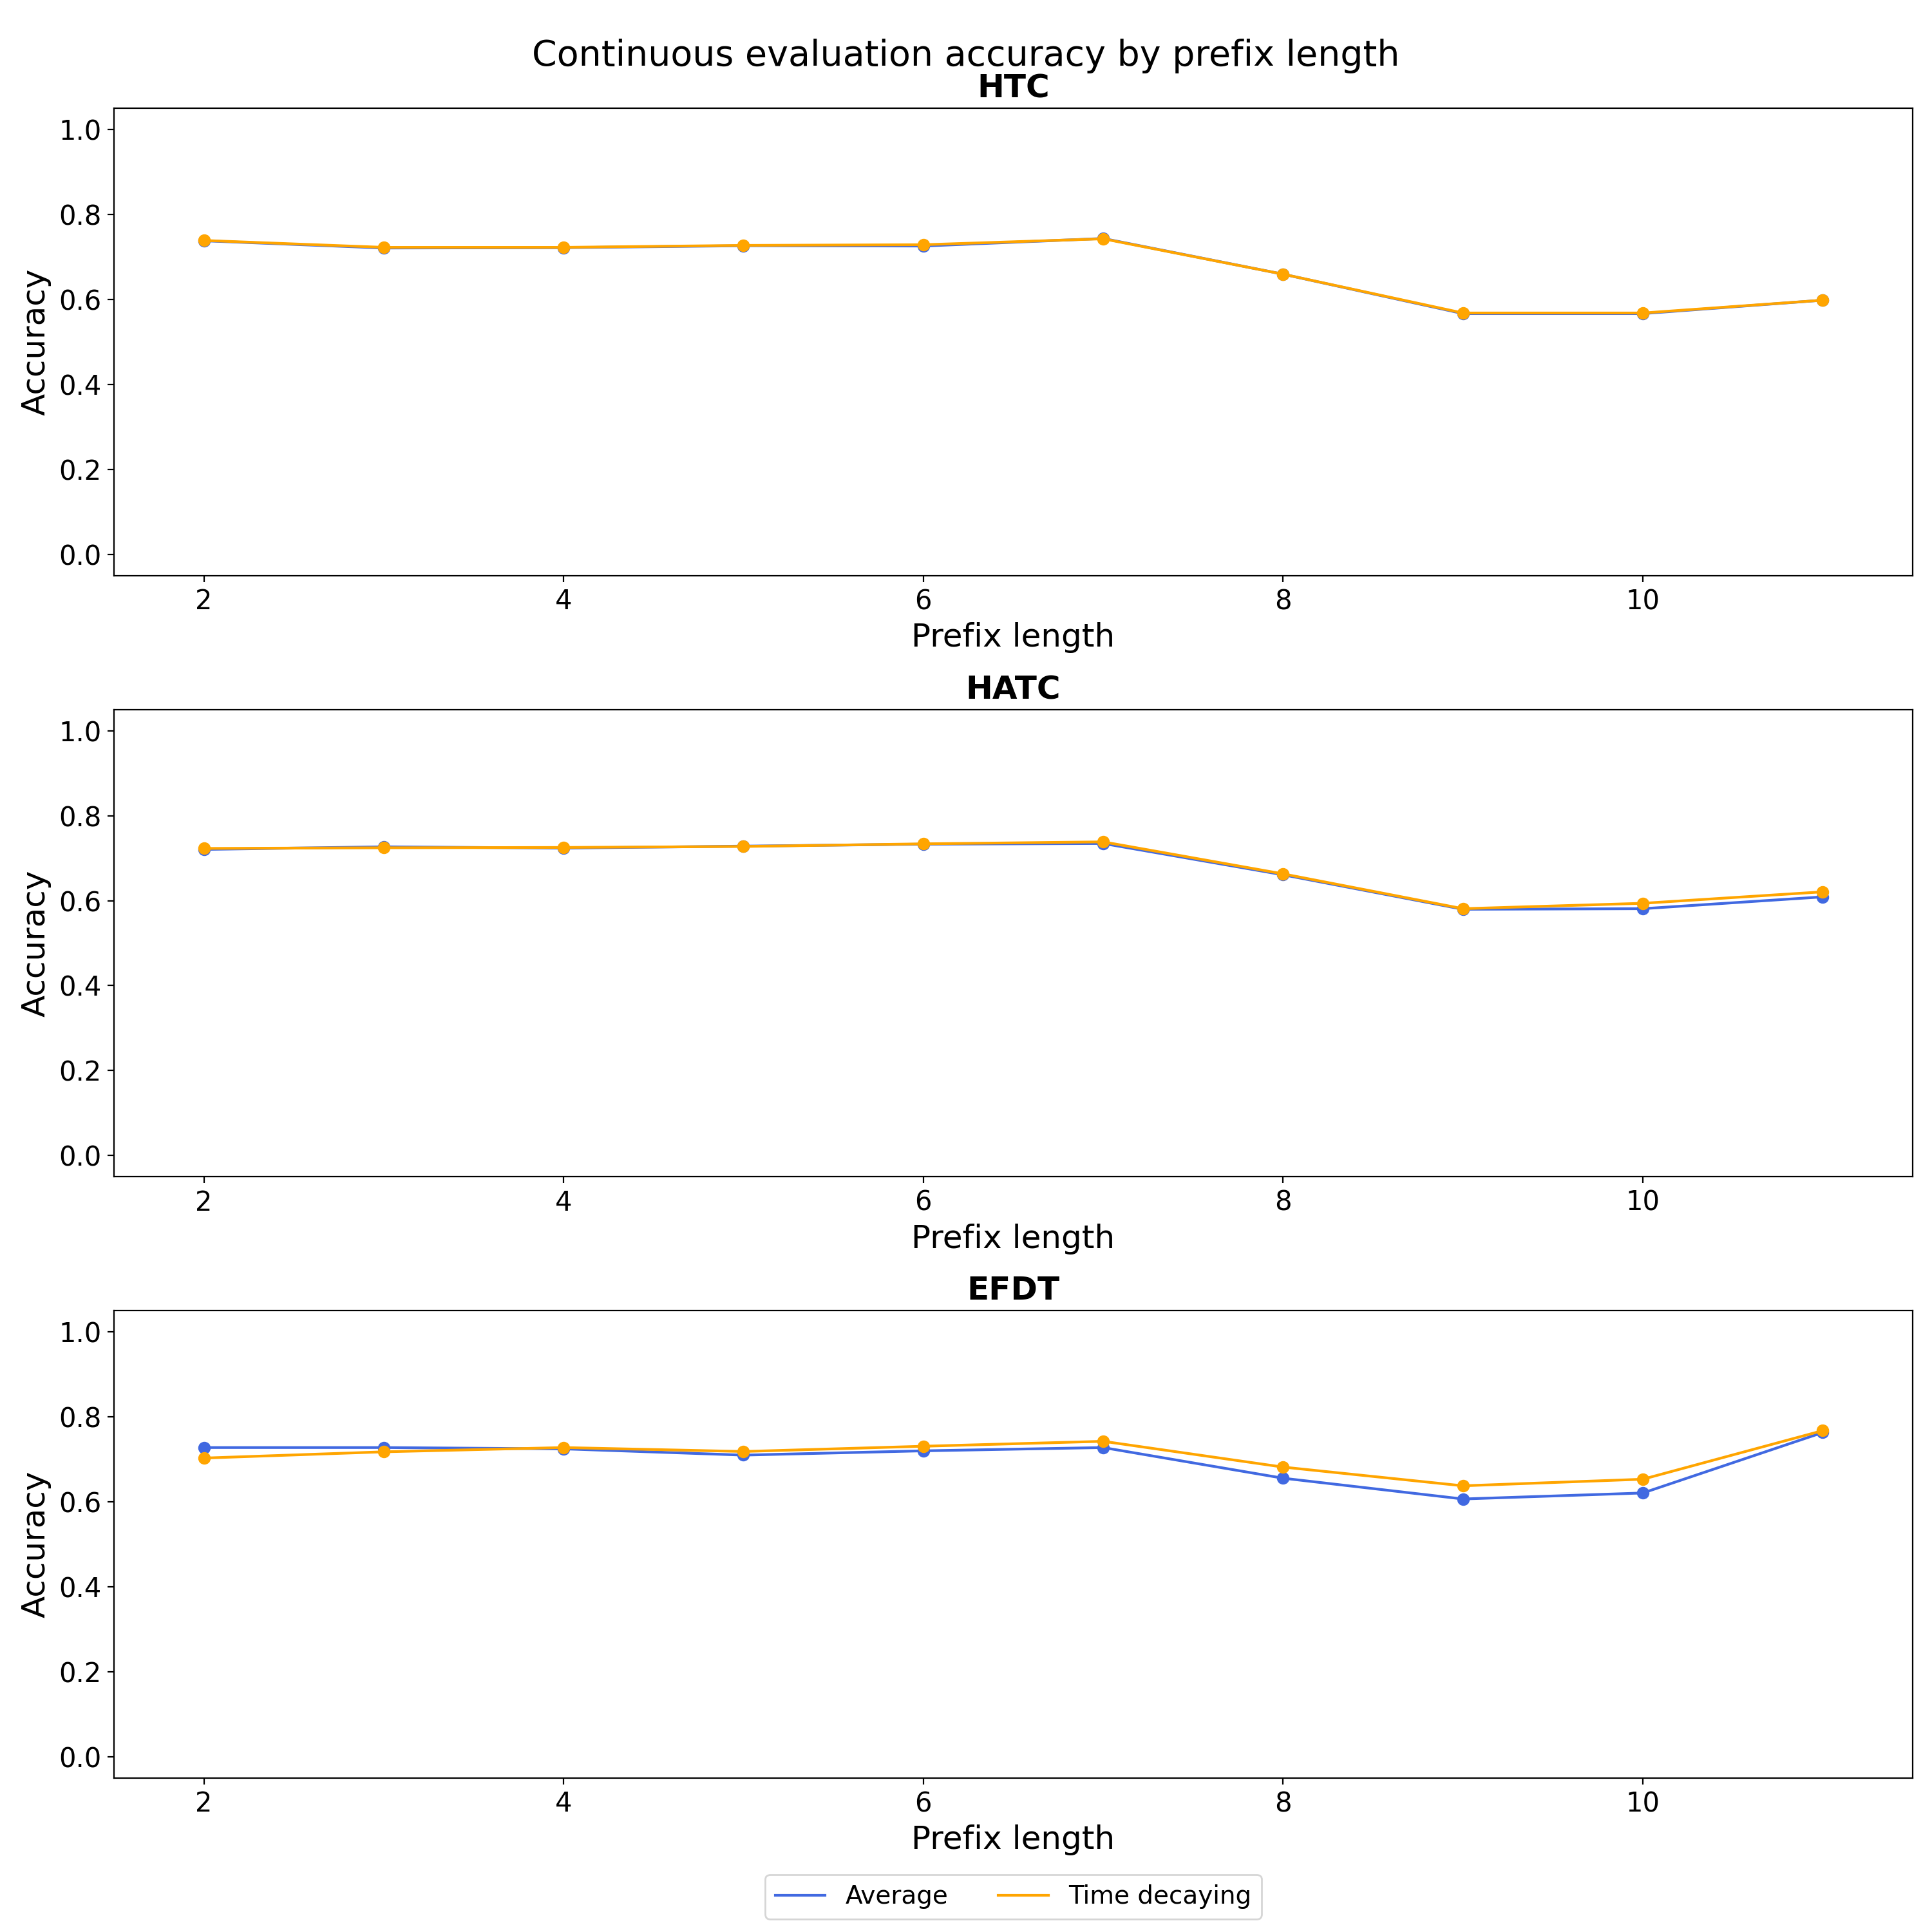 Continuous evaluation accuracy by prefix length
HTC
Accuracy
1.0
0.8
0.6
0.4
0.2
0.0
2 4 6 8 10
Prefix length
HATC
Accuracy
1.0
0.8
0.6
0.4
0.2
0.0
2 4 6 8 10
Prefix length
EFDT
Accuracy
1.0
0.8
0.6
0.4
0.2
0.0
2 4 6 8 10
Prefix length
Average Time decaying